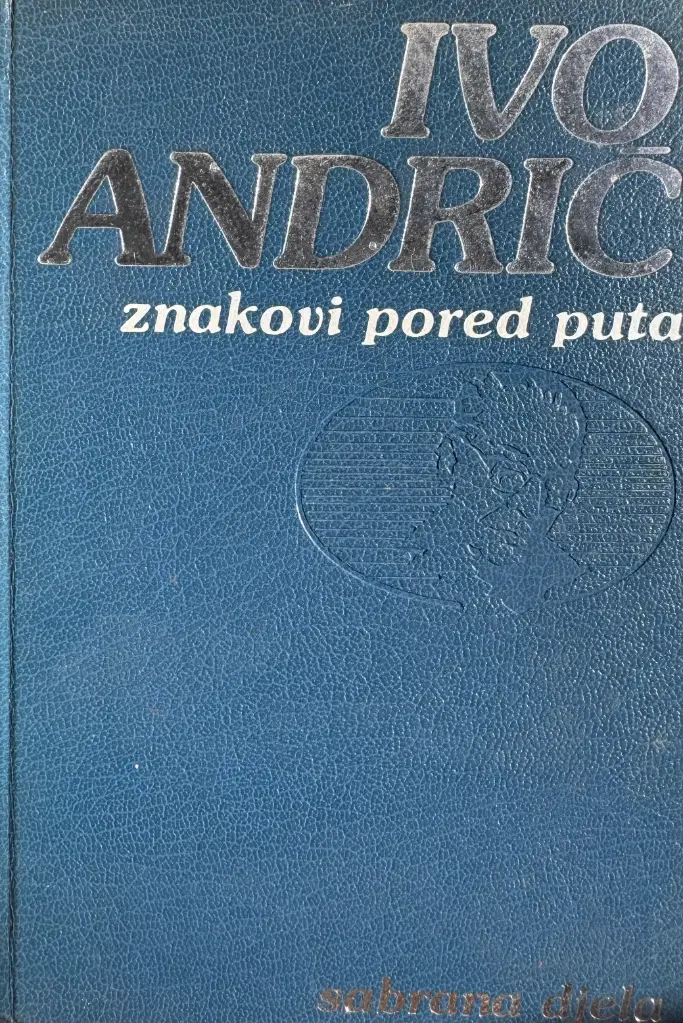 IVO
ANDRIĆ
znakovi pored puta
sabrana djela